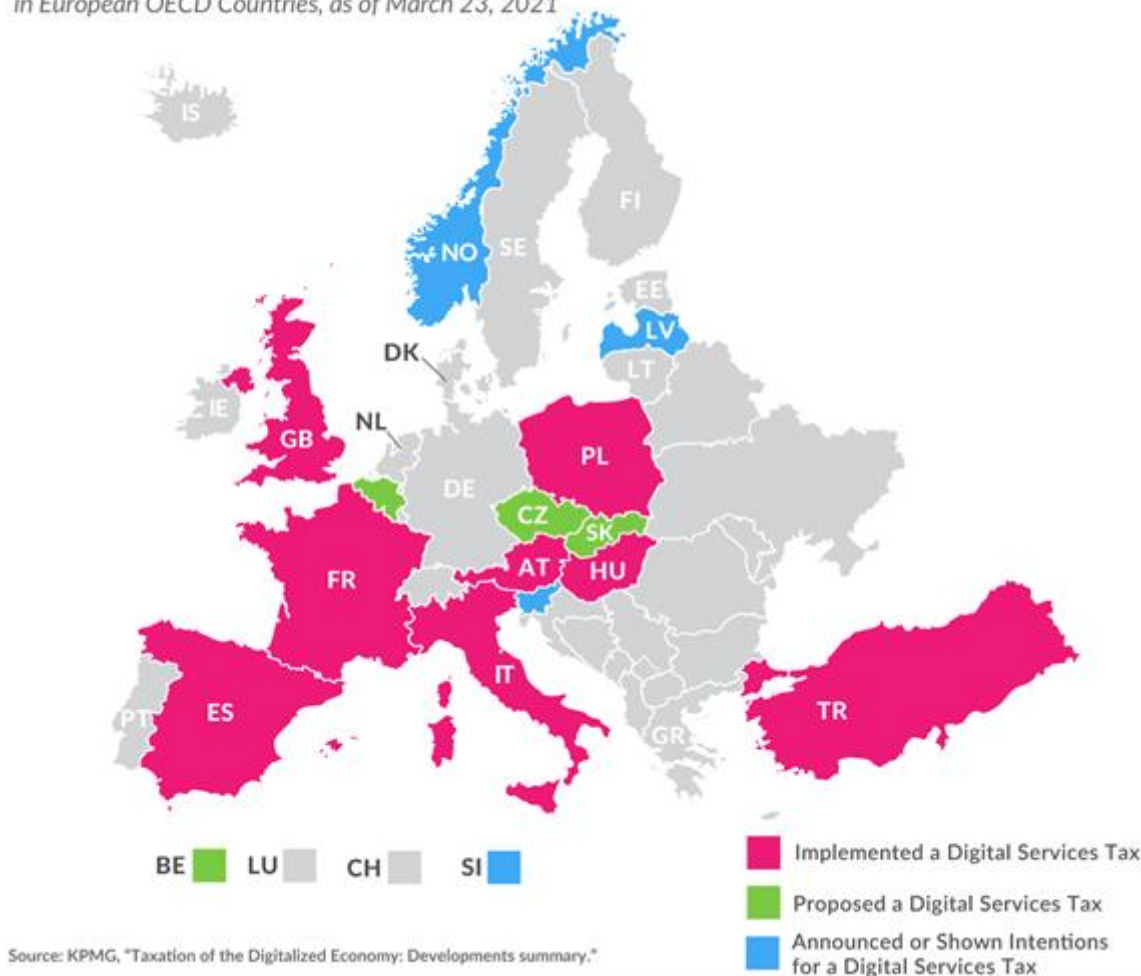 in European OECD Countries, as of March 23, 2021
IS
FI
NO
SE
EE
LV
DK
LT
IE
NL
GB
PL
DE
CZ
SK
AT
HU
FR
IT
ES
PT
TR
GR
BE
LU
CH
SI
Implemented a Digital Services Tax
Proposed a Digital Services Tax
Announced or Shown Intentions
for a Digital Services Tax
Source: KPMG, "Taxation of the Digitalized Economy: Developments summary."